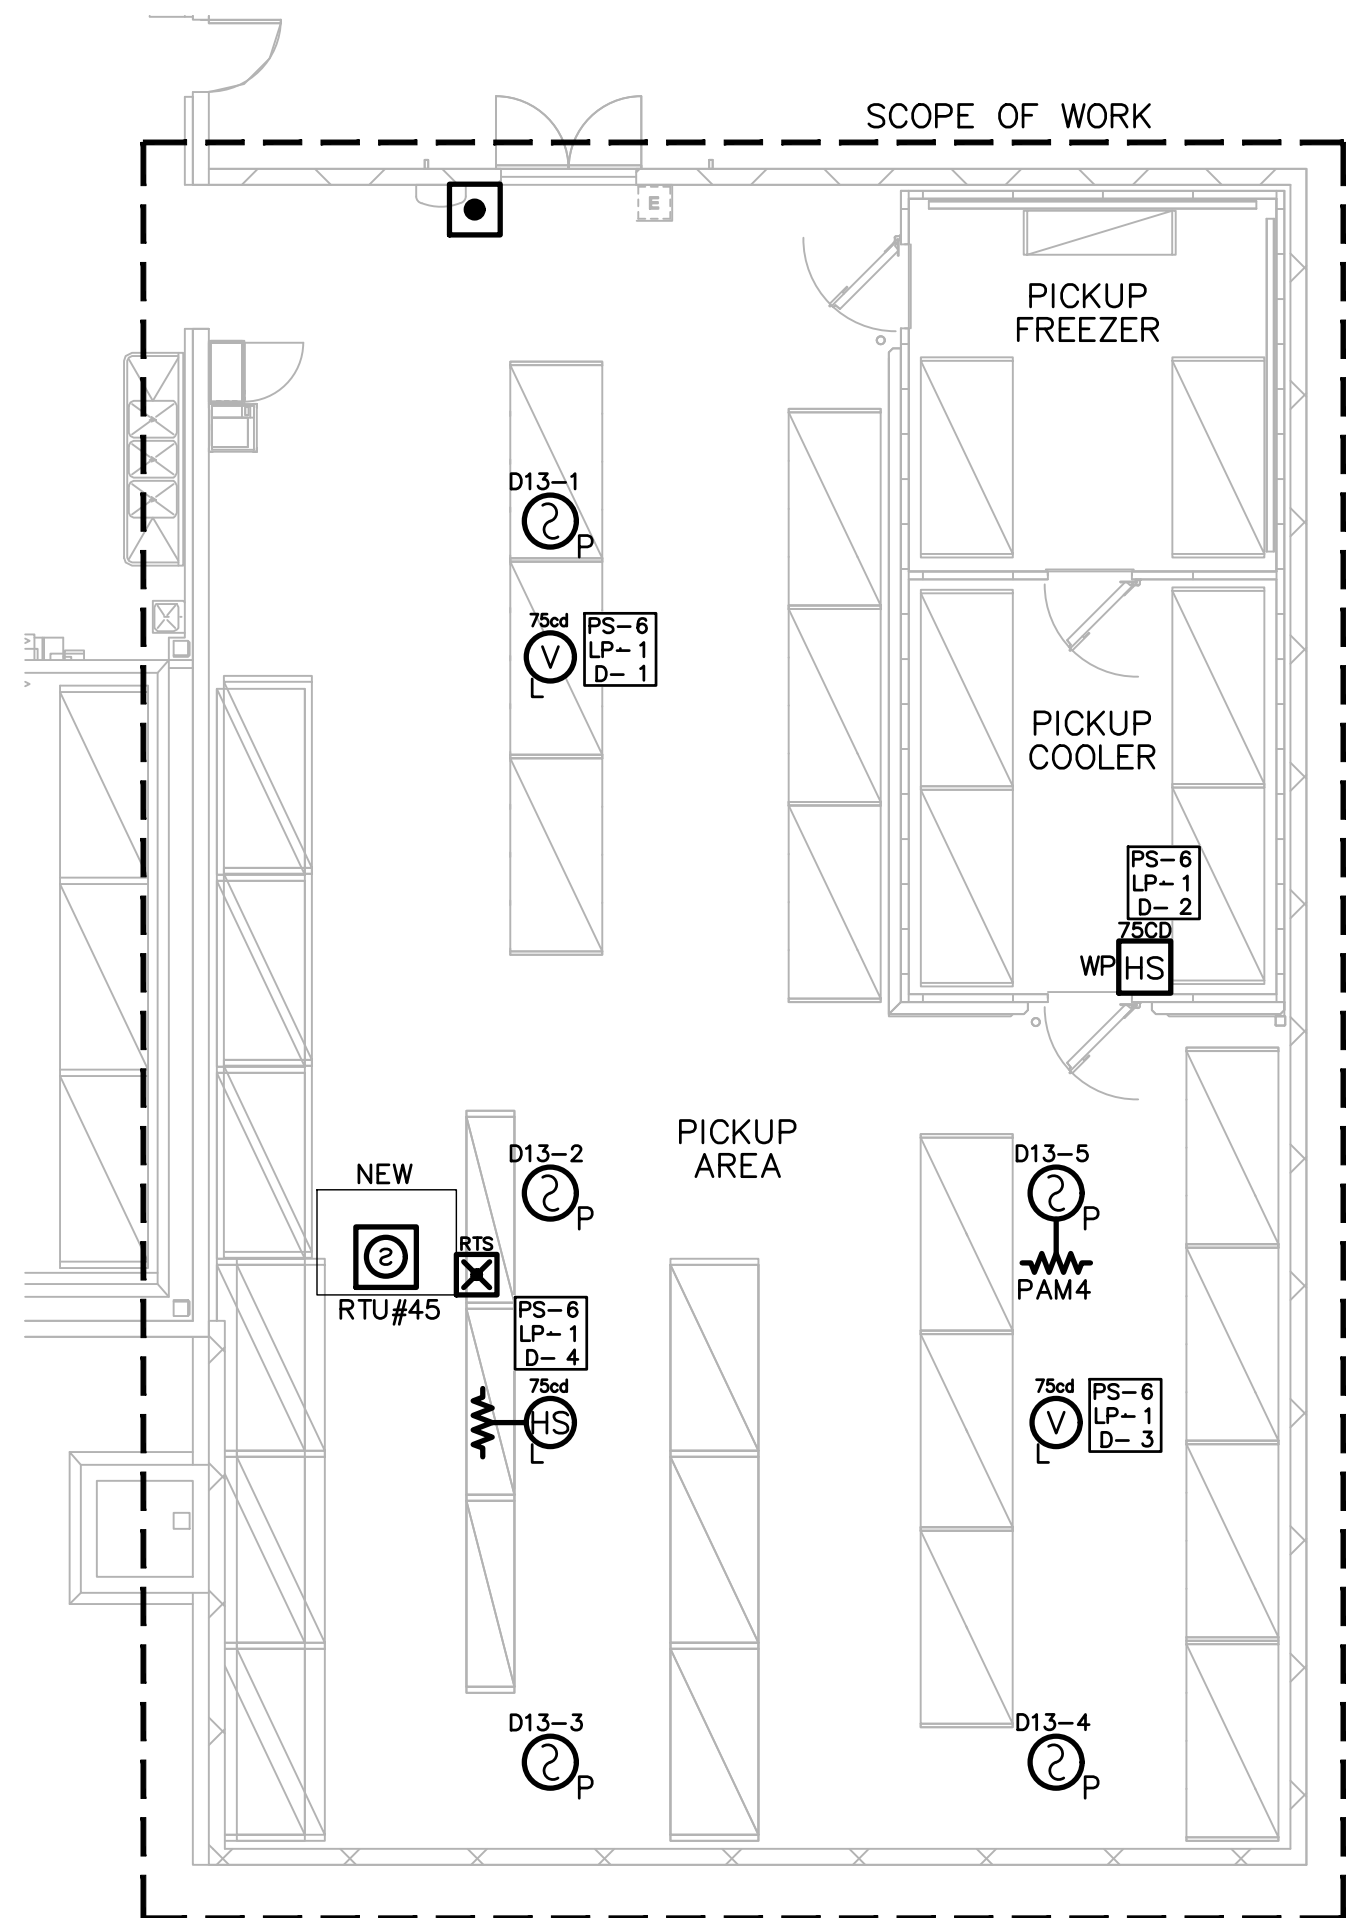 SCOPE OF WORK
E
PICKUP
FREEZER
D13-1
P
75cd
V
L
PS-6
LP-1
D- 1
PICKUP
COOLER
PS-6
LP-1
D- 2
75CD
WP
HS
PICKUP
AREA
D13-2
P
D13-5
P
PAM4
NEW
RTS
RTU#45
PS-6
LP-1
D- 4
75cd
HS
L
75cd
V
L
PS-6
LP-1
D- 3
D13-3
P
D13-4
P